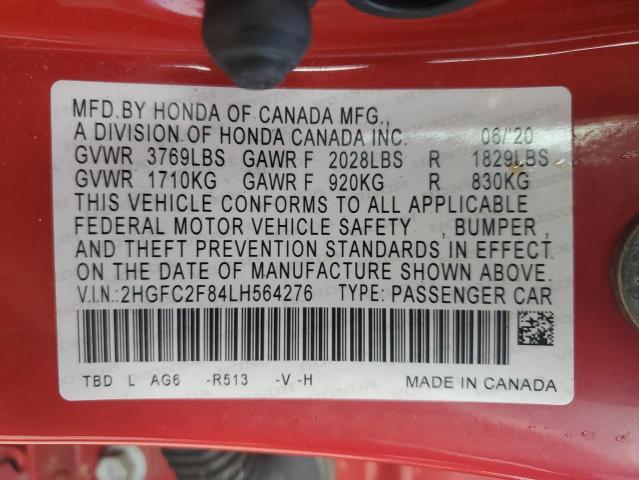 MFD.BY HONDA OF CANADA MFG.,
A DIVISION OF HONDA CANADA INC. 06/'20
GVWR 3769LBS GAWR F 2028LBS R 1829LBS
GVWR 1710KG GAWR F 920KG R 830KG
THIS VEHICLE CONFORMS TO ALL APPLICABLE
FEDERAL MOTOR VEHICLE SAFETY , BUMPER ,
AND THEFT PREVENTION STANDARDS IN EFFECT
ON THE DATE OF MANUFACTURE SHOWN ABOVE.
V.I.N.:2HGFC2F84LH564276 TYPE: PASSENGER CAR
TBD L AG6 -R513 -V -H MADE IN CANADA